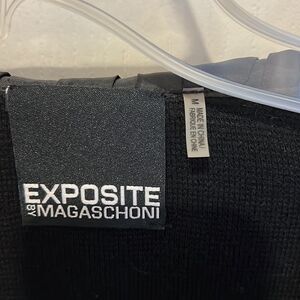 EXPOSITE
BY MAGASCHONI
M
MADE IN CHINA /
FABRIQUÉ EN CHINE